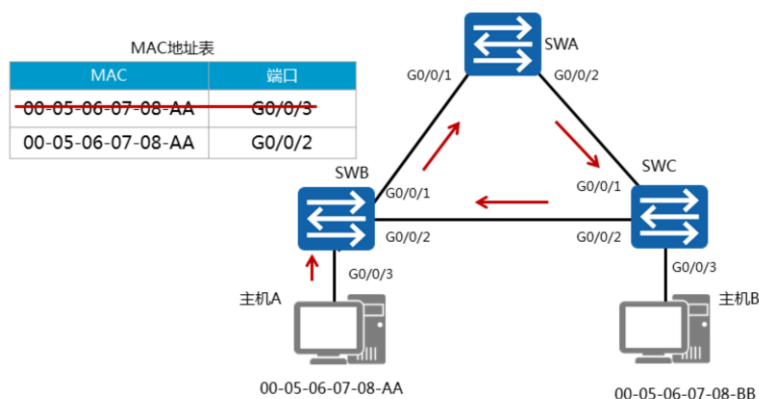 MAC地址表
MAC 端口
00-05-06-07-08-AA G0/0/3
00-05-06-07-08-AA G0/0/2
SWA
G0/0/1 G0/0/2
SWB SWC
G0/0/1 G0/0/1
G0/0/2 G0/0/2
G0/0/3 G0/0/3
主机A 主机B
00-05-06-07-08-AA 00-05-06-07-08-BB